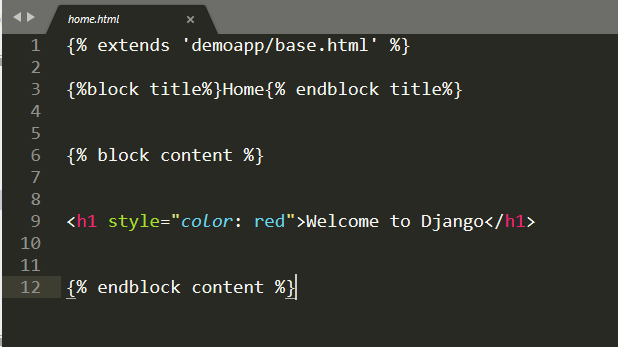 home.html
1 {% extends 'demoapp/base.html' %}
2
3 {%block title%}Home{% endblock title%}
4
5
6 {% block content %}
7
8
9 <h1 style="color: red">Welcome to Django</h1>
10
11
12 {% endblock content %}